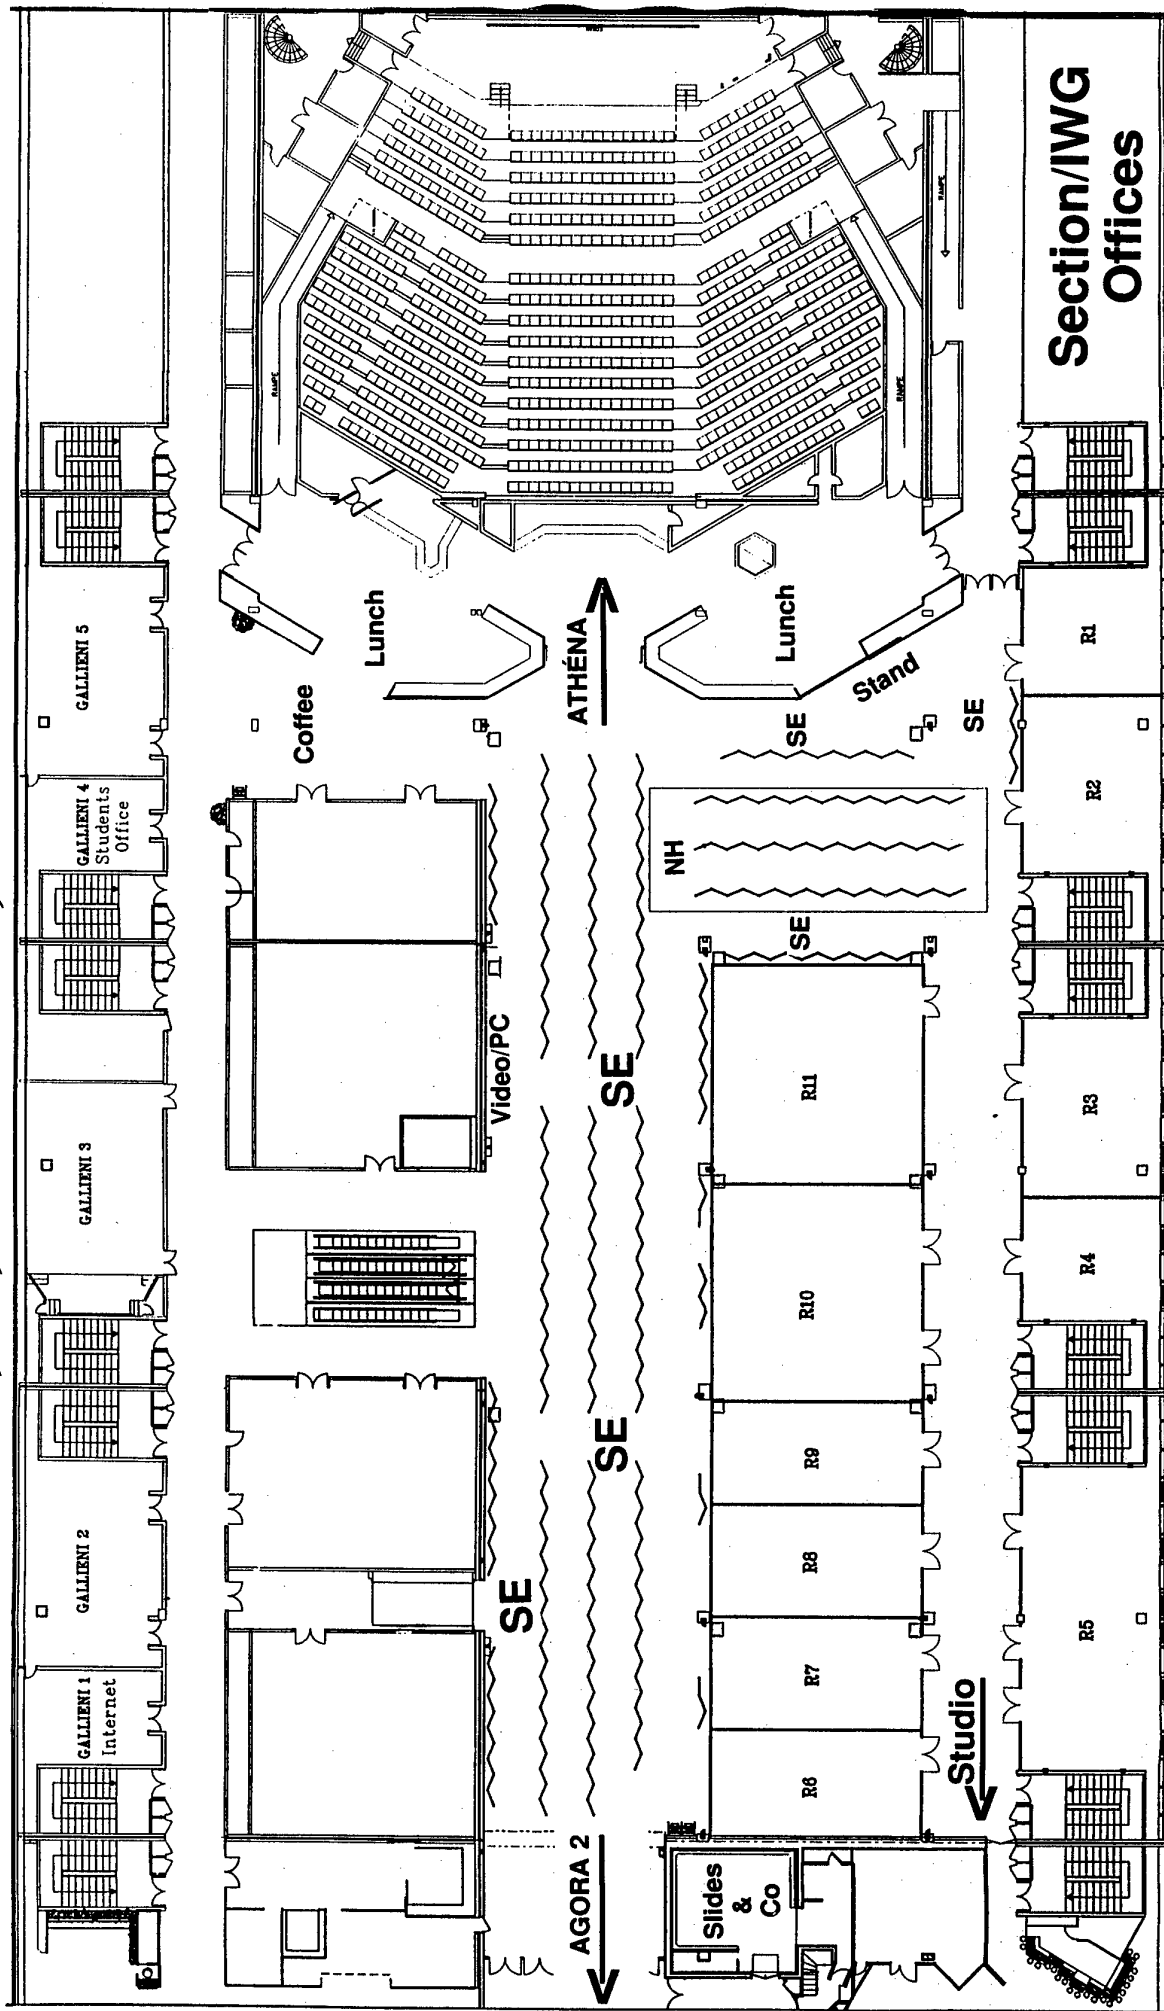 ECRAN
RAMPE
RAMPE
RAMPE
Section/IWG
Offices
GALLIENI 5
Lunch
ATHÉNA
Lunch
Stand
R1
Coffee
SE
SE
GALLIENI 4
Students
Office
NH
R2
SE
Video/PC
SE
R11
R3
GALLIENI 3
R10
R4
SE
R9
GALLIENI 2
SE
R8
R5
GALLIENI 1
Internet
R7
Studio
R6
AGORA 2
Slides
&
Co